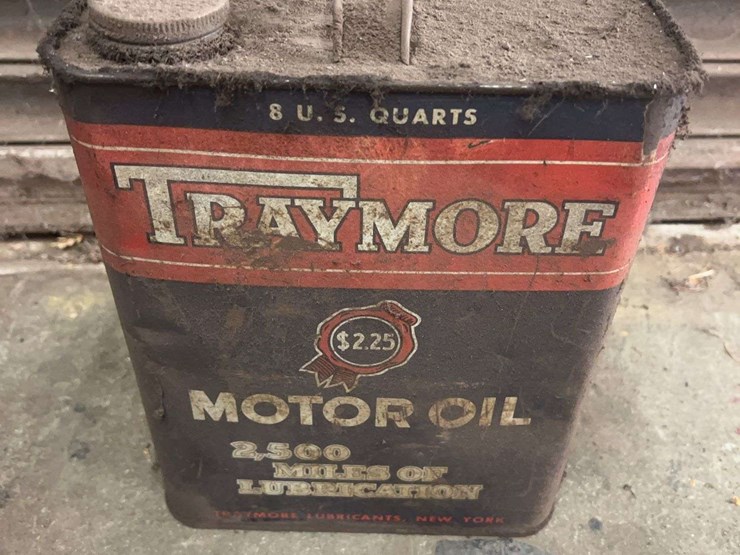 8 U. S. QUARTS
TRAYMORE
$2.25
MOTOR OIL
2,500
MILES OF
LUBRICATION
TRAYMORE LUBRICANTS, NEW YORK